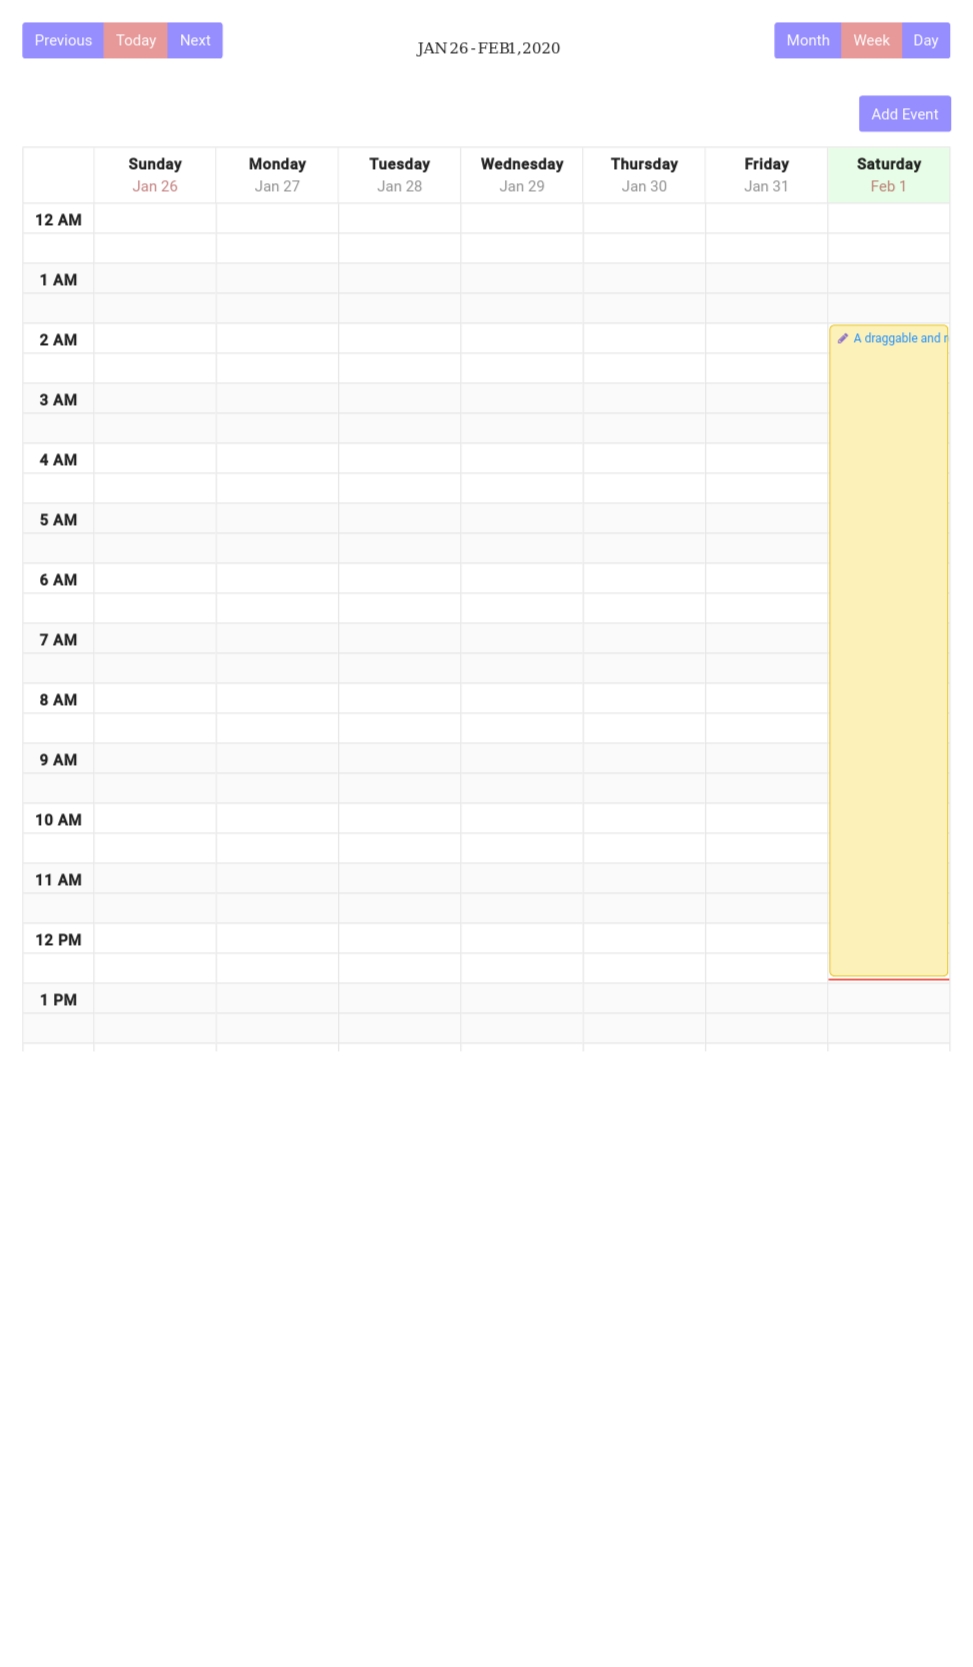 Previous Today Next
JAN 26 - FEB 1, 2020
Month Week Day
Add Event
Sunday Monday Tuesday Wednesday Thursday Friday Saturday
Jan 26 Jan 27 Jan 28 Jan 29 Jan 30 Jan 31 Feb 1
12 AM
1 AM
2 AM
A draggable and r
3 AM
4 AM
5 AM
6 AM
7 AM
8 AM
9 AM
10 AM
11 AM
12 PM
1 PM